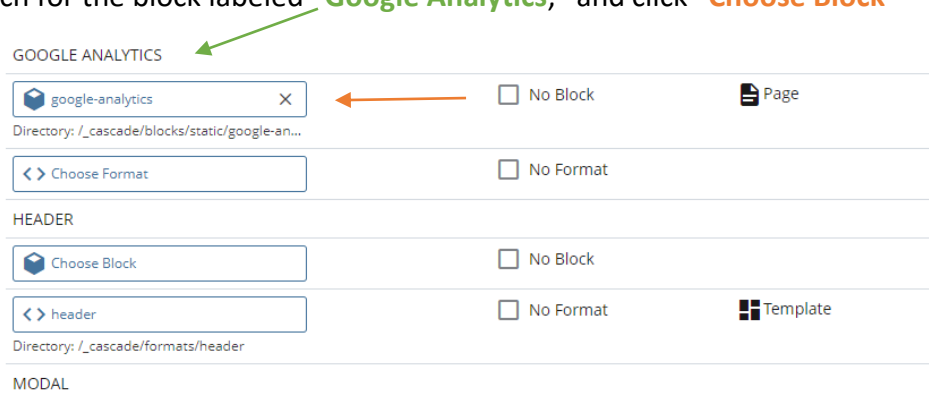 ch for the block labeled "Google Analytics," and click "Choose Block"
GOOGLE ANALYTICS
google-analytics No Block Page
Directory: /_cascade/blocks/static/google-an...
Choose Format No Format
HEADER
Choose Block No Block
header No Format Template
Directory: /_cascade/formats/header
MODAL